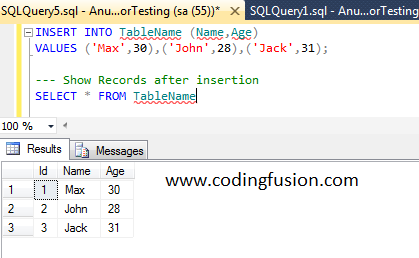 SQLQuery5.sql - Anu...orTesting (sa (55))* SQLQuery1.sql - Anu...orTesting
INSERT INTO TableName (Name,Age)
VALUES ('Max',30),('John',28),('Jack',31);
--- Show Records after insertion
SELECT * FROM TableName
100 %
Results Messages
Id Name Age
1 1 Max 30
2 2 John 28
3 3 Jack 31
www.codingfusion.com